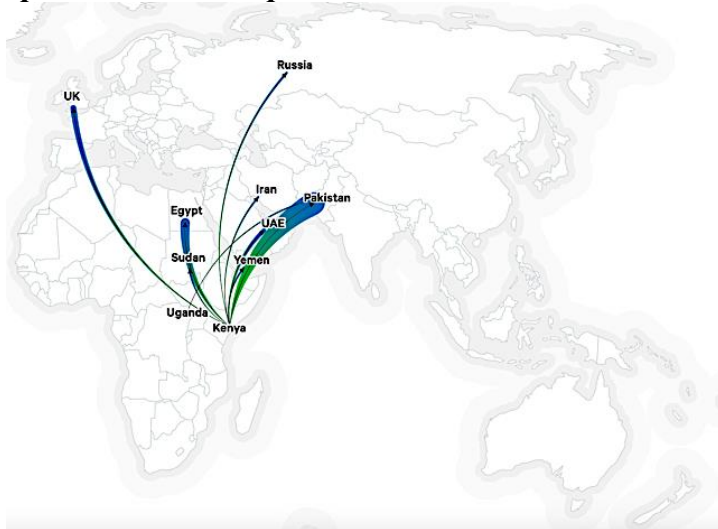 Russia
UK
Iran
Pakistan
Egypt
UAE
Sudan
Yemen
Uganda
Kenya